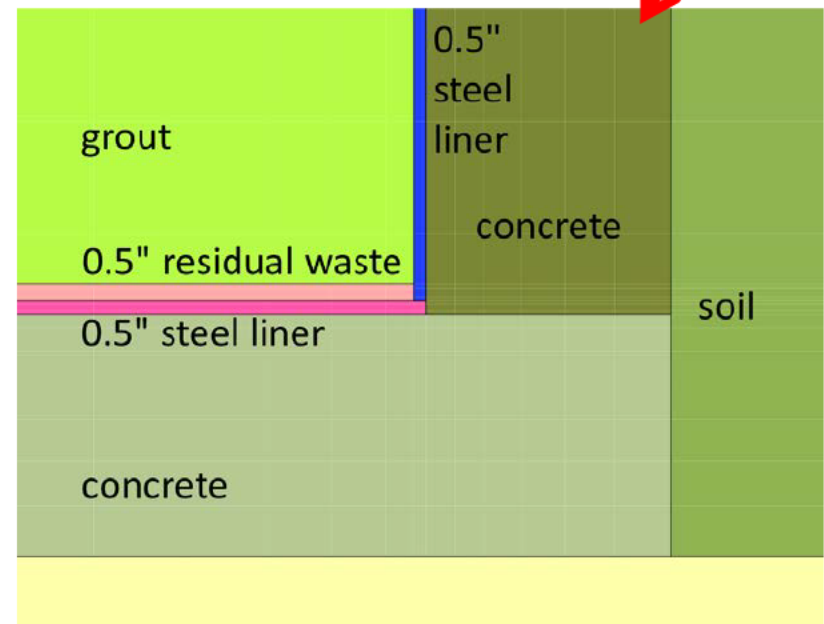 0.5"
steel
liner
grout
concrete
0.5" residual waste
soil
0.5" steel liner
concrete